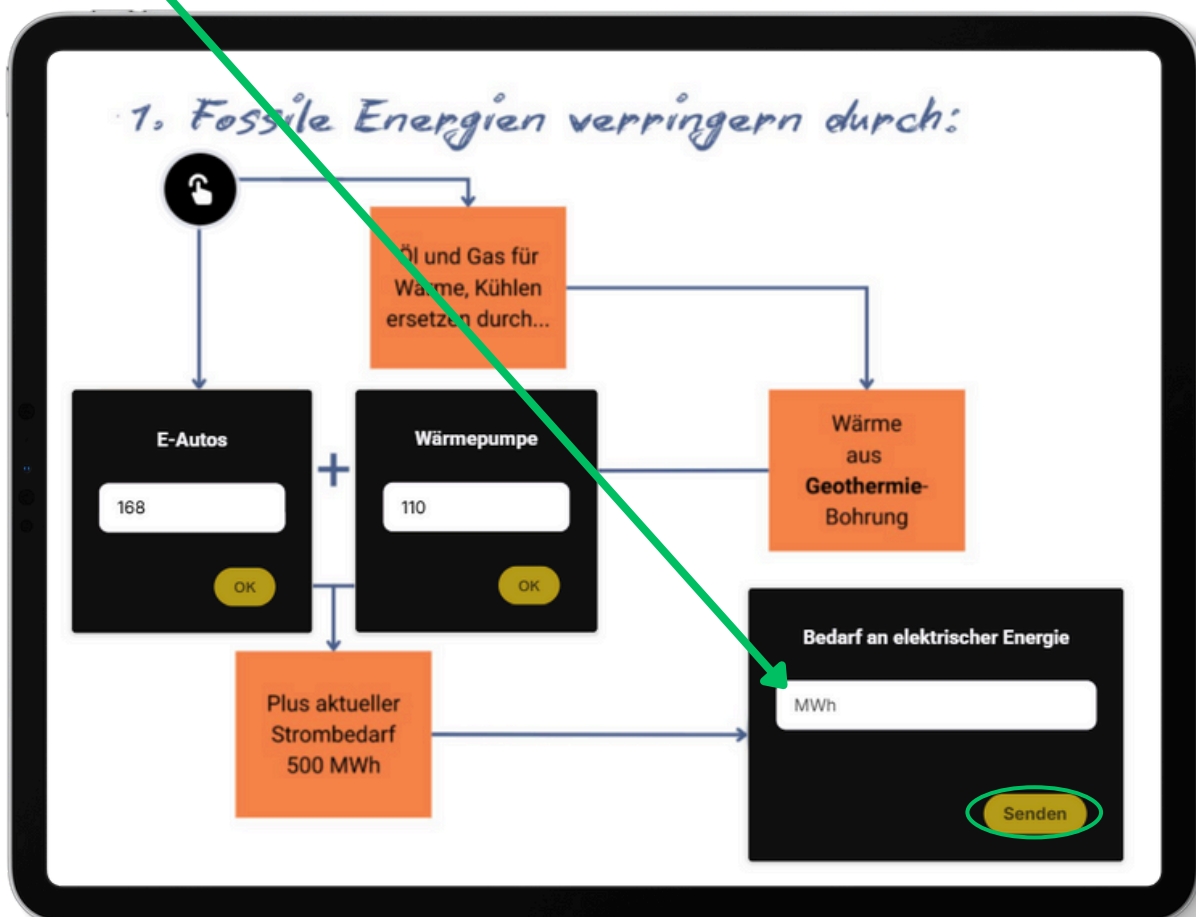 1. Fossile Energien verringern durch:
Öl und Gas für
Wärme, Kühlen
ersetzen durch...
E-Autos
168
OK
+
Wärmepumpe
110
OK
Wärme
aus
Geothermie-
Bohrung
Plus aktueller
Strombedarf
500 MWh
Bedarf an elektrischer Energie
MWh
Senden